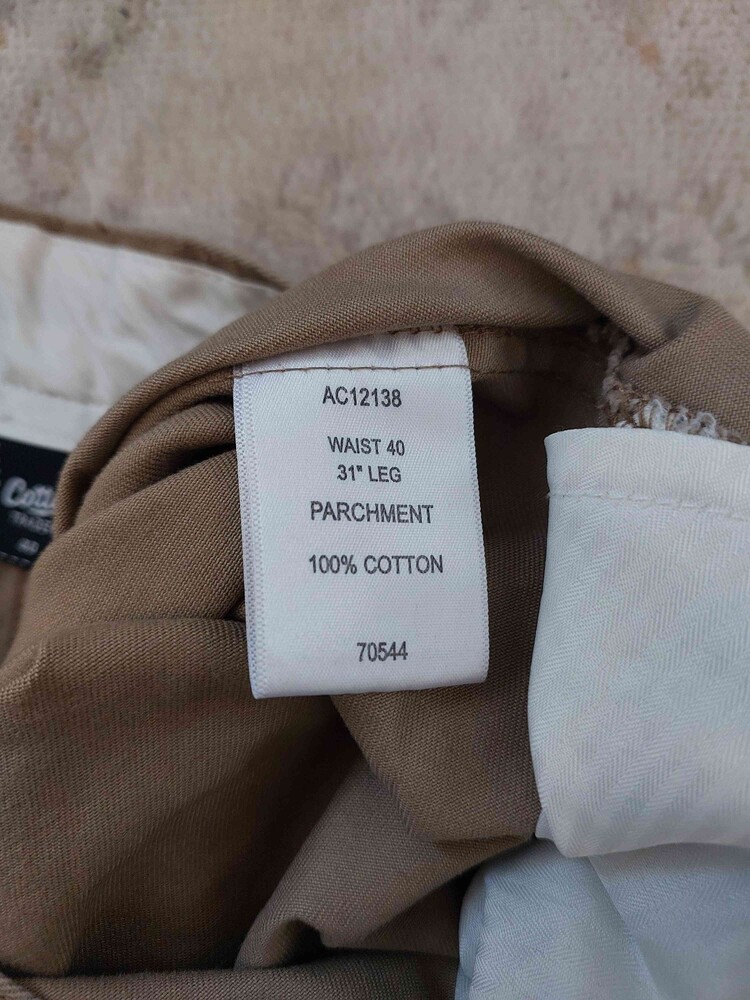 AC12138
WAIST 40
31" LEG
PARCHMENT
100% COTTON
70544